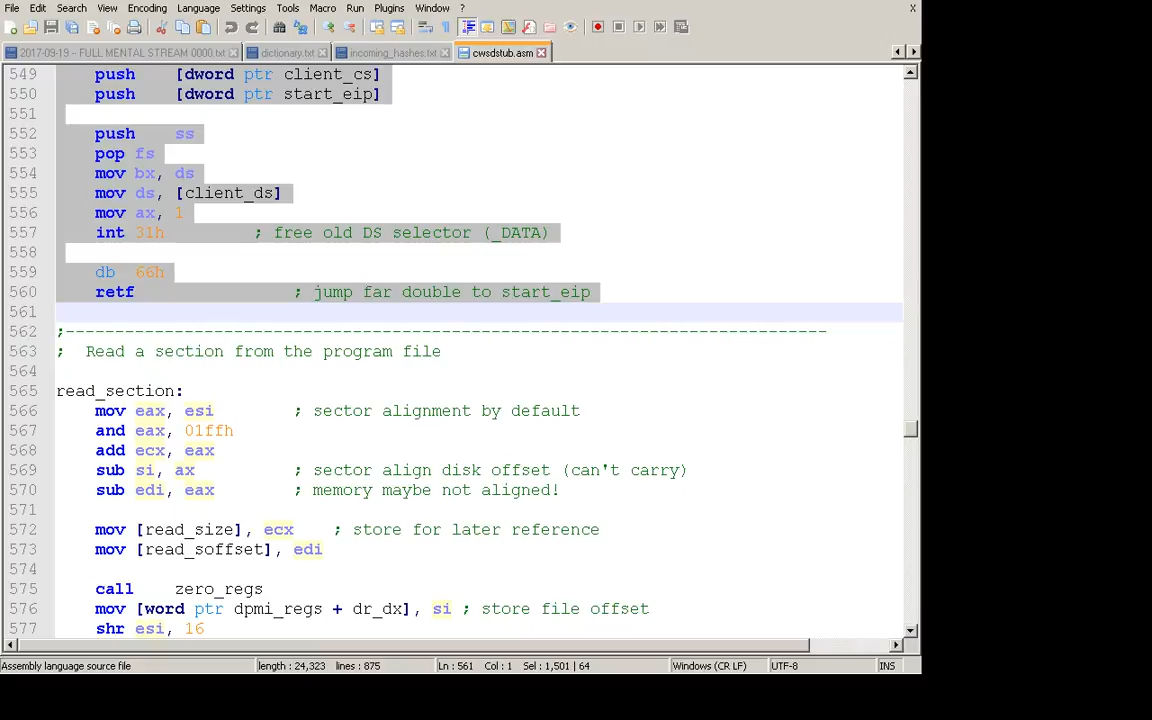 File Edit Search View Encoding Language Settings Tools Macro Run Plugins Window ? X
2017-09-19 – FULL MENTAL STREAM 0000.txt dictionary.txt incoming_hashes.txt cwsdstub.asm
549 push [dword ptr client_cs]
550 push [dword ptr start_eip]
551
552 push ss
553 pop fs
554 mov bx, ds
555 mov ds, [client_ds]
556 mov ax, 1
557 int 31h ; free old DS selector (_DATA)
558
559 db 66h
560 retf ; jump far double to start_eip
561
562 ;-----------------------------------------------------------------------------
563 ; Read a section from the program file
564
565 read_section:
566 mov eax, esi ; sector alignment by default
567 and eax, 01ffh
568 add ecx, eax
569 sub si, ax ; sector align disk offset (can't carry)
570 sub edi, eax ; memory maybe not aligned!
571
572 mov [read_size], ecx ; store for later reference
573 mov [read_soffset], edi
574
575 call zero_regs
576 mov [word ptr dpmi_regs + dr_dx], si ; store file offset
577 shr esi, 16
Assembly language source file length : 24,323 lines : 875 Ln : 561 Col : 1 Sel : 1,501 | 64 Windows (CR LF) UTF-8 INS